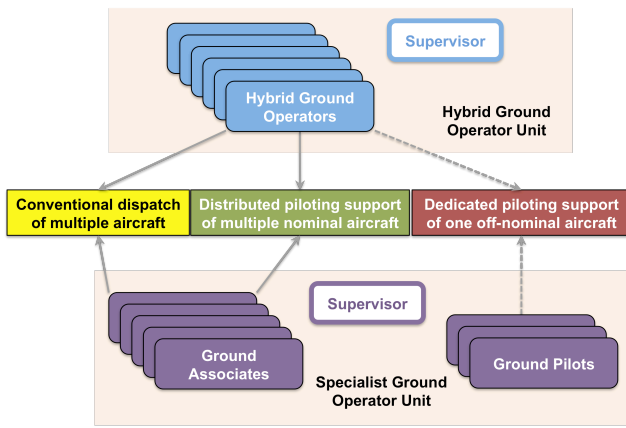 Supervisor
Hybrid Ground
Operators
Hybrid Ground
Operator Unit
Conventional dispatch
of multiple aircraft
Distributed piloting support
of multiple nominal aircraft
Dedicated piloting support
of one off-nominal aircraft
Supervisor
Ground
Associates
Ground Pilots
Specialist Ground
Operator Unit